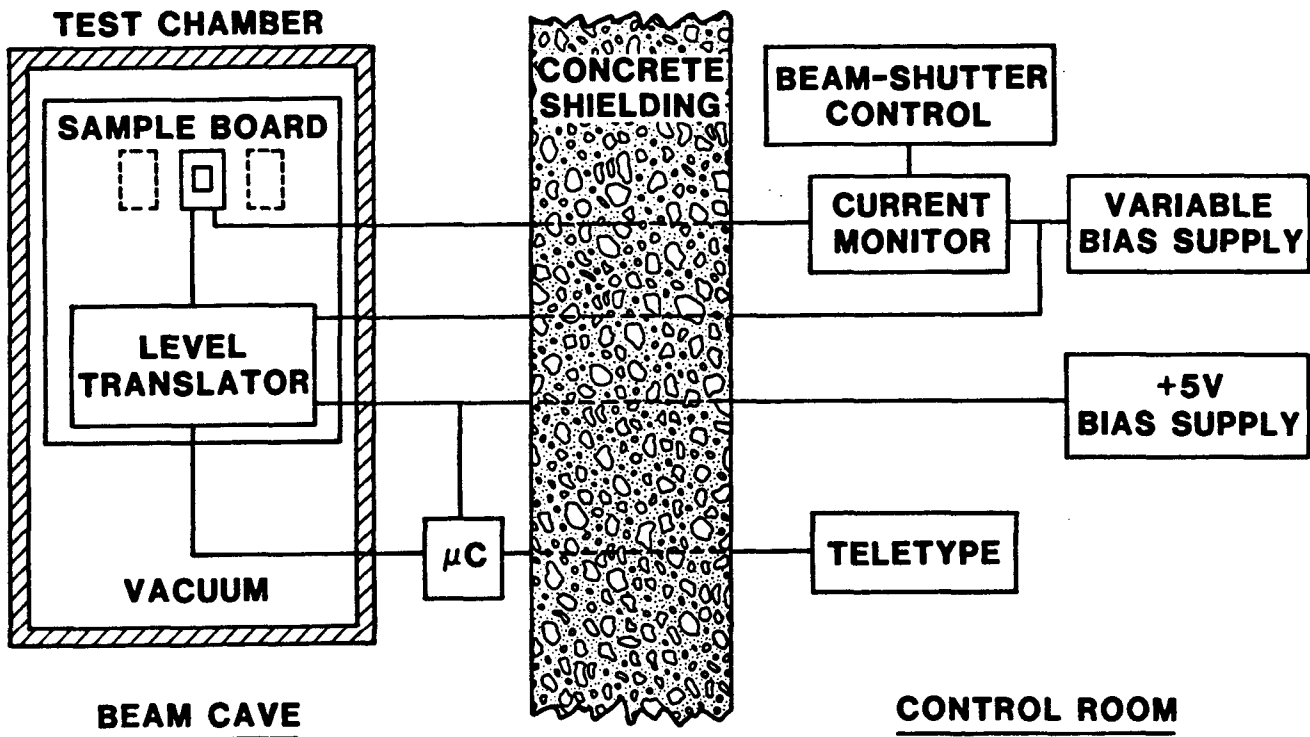 TEST CHAMBER
SAMPLE BOARD
LEVEL
TRANSLATOR
VACUUM
μC
BEAM CAVE
CONCRETE
SHIELDING
BEAM-SHUTTER
CONTROL
CURRENT
MONITOR
VARIABLE
BIAS SUPPLY
+5V
BIAS SUPPLY
TELETYPE
CONTROL ROOM